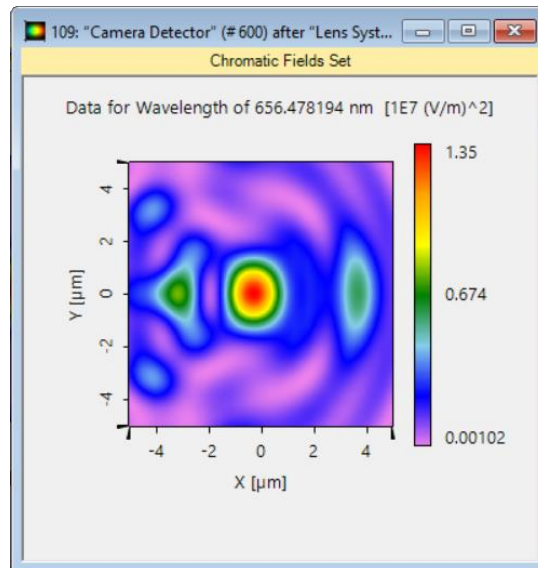 109: "Camera Detector" (#600) after "Lens Syst...
Chromatic Fields Set
Data for Wavelength of 656.478194 nm [1E7 (V/m)^2]
1.35
0.674
0.00102
4
2
0
-2
-4
Y [µm]
-4 -2 0 2 4
X [µm]